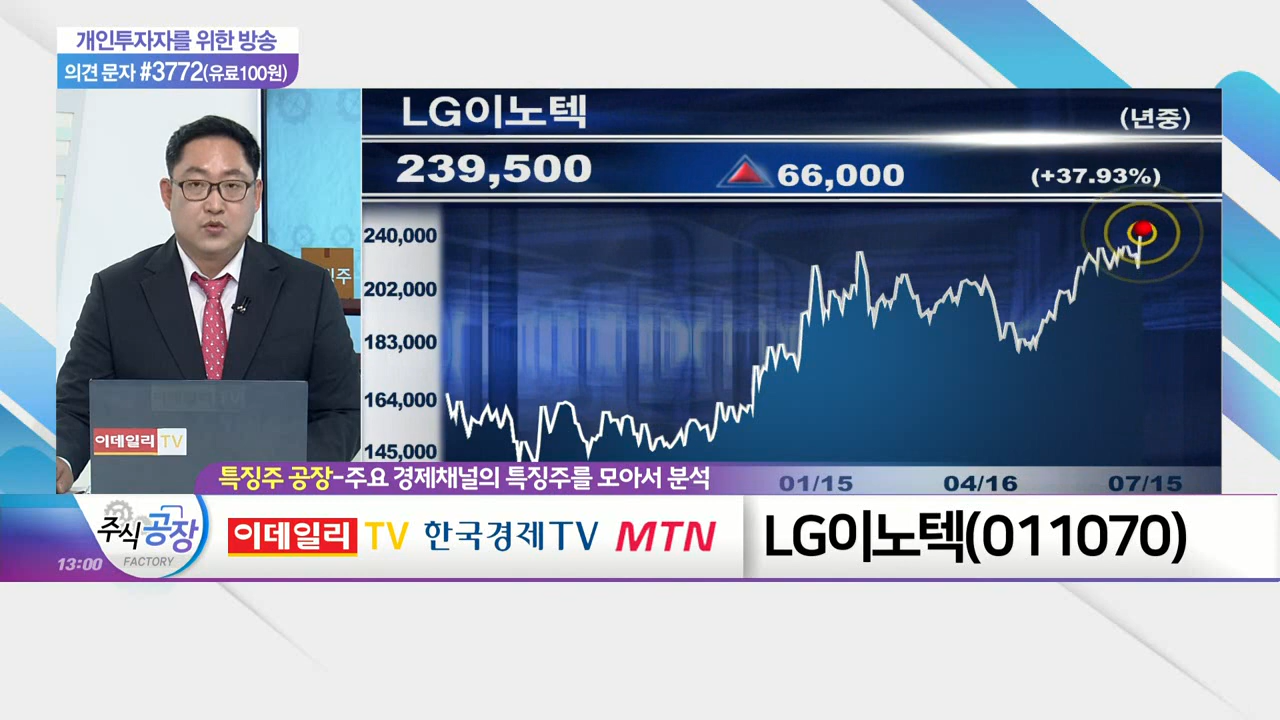 개인투자자를 위한 방송
의견 문자 #3772(유료100원)
LG이노텍
(년중)
239,500
66,000
(+37.93%)
240,000
202,000
183,000
164,000
145,000
01/15
04/16
07/15
주
이데일리 TV
특징주 공장-주요 경제채널의 특징주를 모아서 분석
주식공장
FACTORY
13:00
이데일리 TV 한국경제TV MTN
LG이노텍(011070)